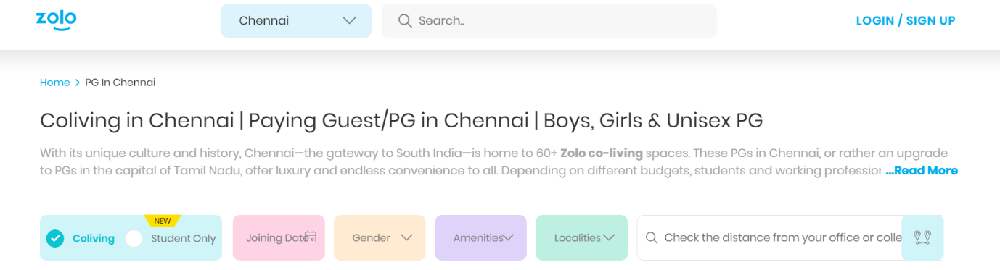 zolo
Chennai
Search..
LOGIN / SIGN UP
Home > PG In Chennai
Coliving in Chennai | Paying Guest/PG in Chennai | Boys, Girls & Unisex PG
With its unique culture and history, Chennai—the gateway to South India—is home to 60+ Zolo co-living spaces. These PGs in Chennai, or rather an upgrade
to PGs in the capital of Tamil Nadu, offer luxury and endless convenience to all. Depending on different budgets, students and working profession ...Read More
NEW
Coliving Student Only
Joining Date
Gender
Amenities
Localities
Check the distance from your office or colle